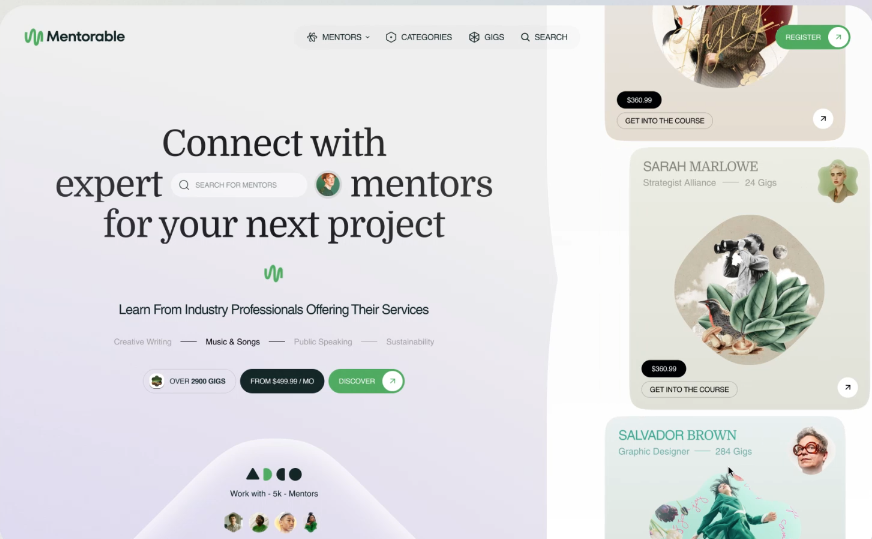 Mentorable
MENTORS
CATEGORIES
GIGS
SEARCH
REGISTER
Connect with
expert
SEARCH FOR MENTORS
mentors
for your next project
Learn From Industry Professionals Offering Their Services
Creative Writing
Music & Songs
Public Speaking
Sustainability
OVER 2900 GIGS
FROM $499.99 / MO
DISCOVER
Work with - 5k - Mentors
$360.99
GET INTO THE COURSE
SARAH MARLOWE
Strategist Alliance
24 Gigs
$360.99
GET INTO THE COURSE
SALVADOR BROWN
Graphic Designer
284 Gigs